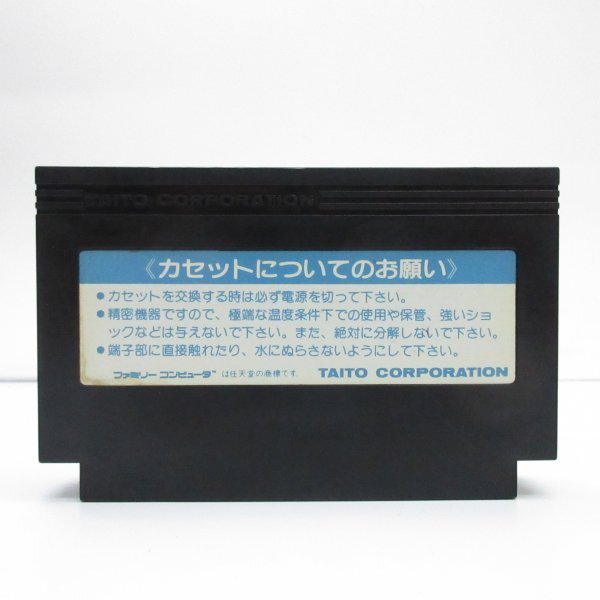 TAITO CORPORATION
《カセットについてのお願い》
●カセットを交換する時は必ず電源を切って下さい。
●精密機器ですので、極端な温度条件下での使用や保管、強いショ
ックなどは与えないで下さい。また、絶対に分解しないで下さい。
●端子部に直接触れたり、水にぬらさないようにして下さい。
ファミリーコンピュータ™は任天堂の商標です。 TAITO CORPORATION